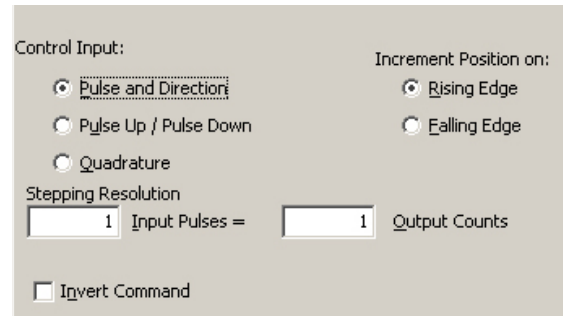 Control Input:
Increment Position on:
Pulse and Direction
Rising Edge
Pulse Up / Pulse Down
Falling Edge
Quadrature
Stepping Resolution
1 Input Pulses = 1 Output Counts
Invert Command